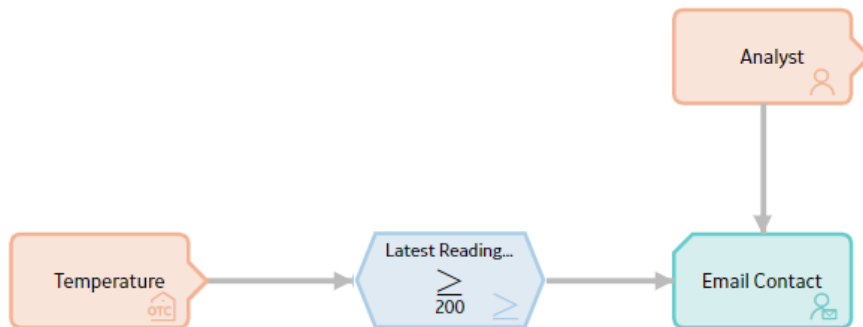 Analyst
Latest Reading...
≥
200
Temperature
OTC
≥
Email Contact